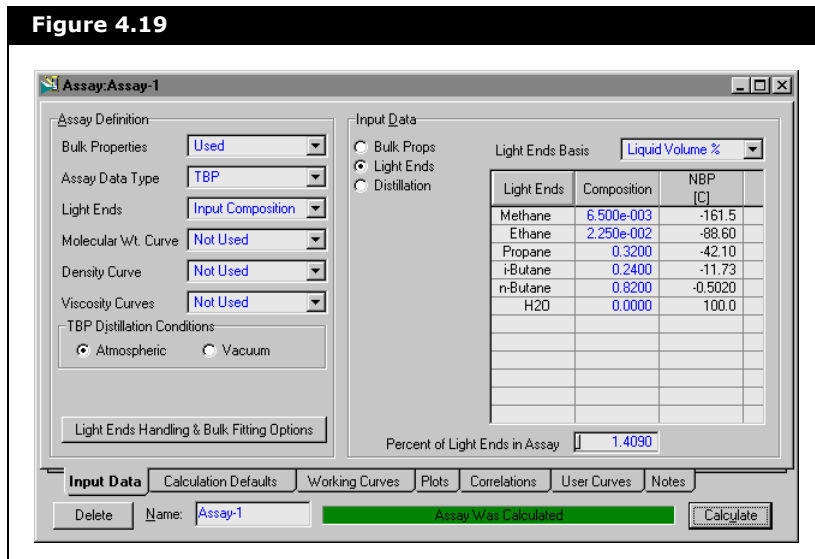 Figure 4.19
Assay:Assay-1
Assay Definition
Bulk Properties Used
Assay Data Type TBP
Light Ends Input Composition
Molecular Wt. Curve Not Used
Density Curve Not Used
Viscosity Curves Not Used
TBP Distillation Conditions
Atmospheric Vacuum
Light Ends Handling & Bulk Fitting Options
Input Data
Bulk Props
Light Ends
Distillation
Light Ends Basis Liquid Volume %
Light Ends Composition NBP [C]
Methane 6.500e-003 -161.5
Ethane 2.250e-002 -88.60
Propane 0.3200 -42.10
i-Butane 0.2400 -11.73
n-Butane 0.8200 -0.5020
H2O 0.0000 100.0
Percent of Light Ends in Assay 1.4090
Input Data Calculation Defaults Working Curves Plots Correlations User Curves Notes
Delete Name: Assay-1 Assay Was Calculated Calculate